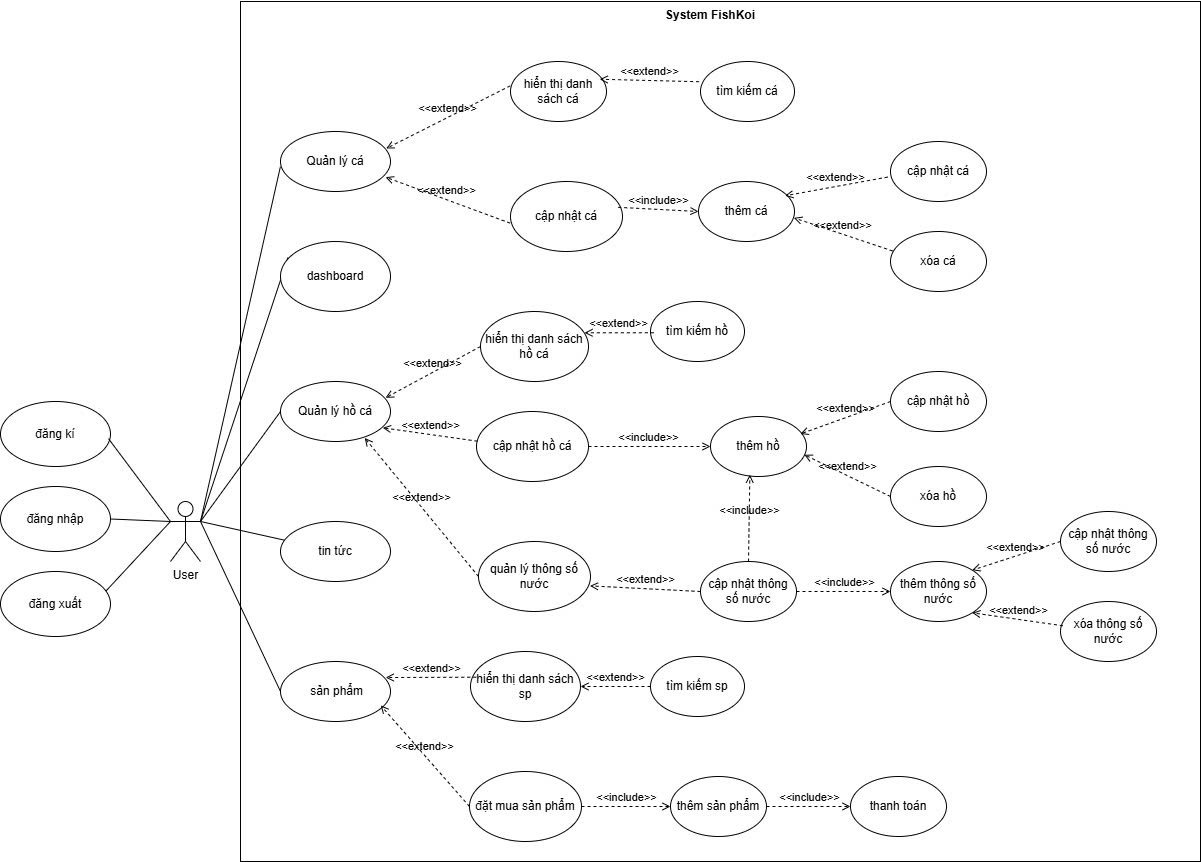 System FishKoi
hiển thị danh
sách cá
<<extend>>
tìm kiếm cá
<<extend>>
Quản lý cá
<<extend>>
cập nhật cá
<<include>>
thêm cá
<<extend>>
cập nhật cá
<<extend>>
xóa cá
dashboard
hiển thị danh sách
hồ cá
<<extend>>
tìm kiếm hồ
<<extend>>
Quản lý hồ cá
<<extend>>
cập nhật hồ cá
<<include>>
thêm hồ
<<extend>>
cập nhật hồ
<<extend>>
xóa hồ
đăng kí
đăng nhập
đăng xuất
User
tin tức
<<extend>>
quản lý thông số
nước
<<extend>>
cập nhật thông
số nước
<<include>>
<<include>>
thêm thông số
nước
<<extend>>
cập nhật thông
số nước
<<extend>>
xóa thông số
nước
sản phẩm
<<extend>>
hiển thị danh sách
sp
<<extend>>
tìm kiếm sp
<<extend>>
đặt mua sản phẩm
<<include>>
thêm sản phẩm
<<include>>
thanh toán